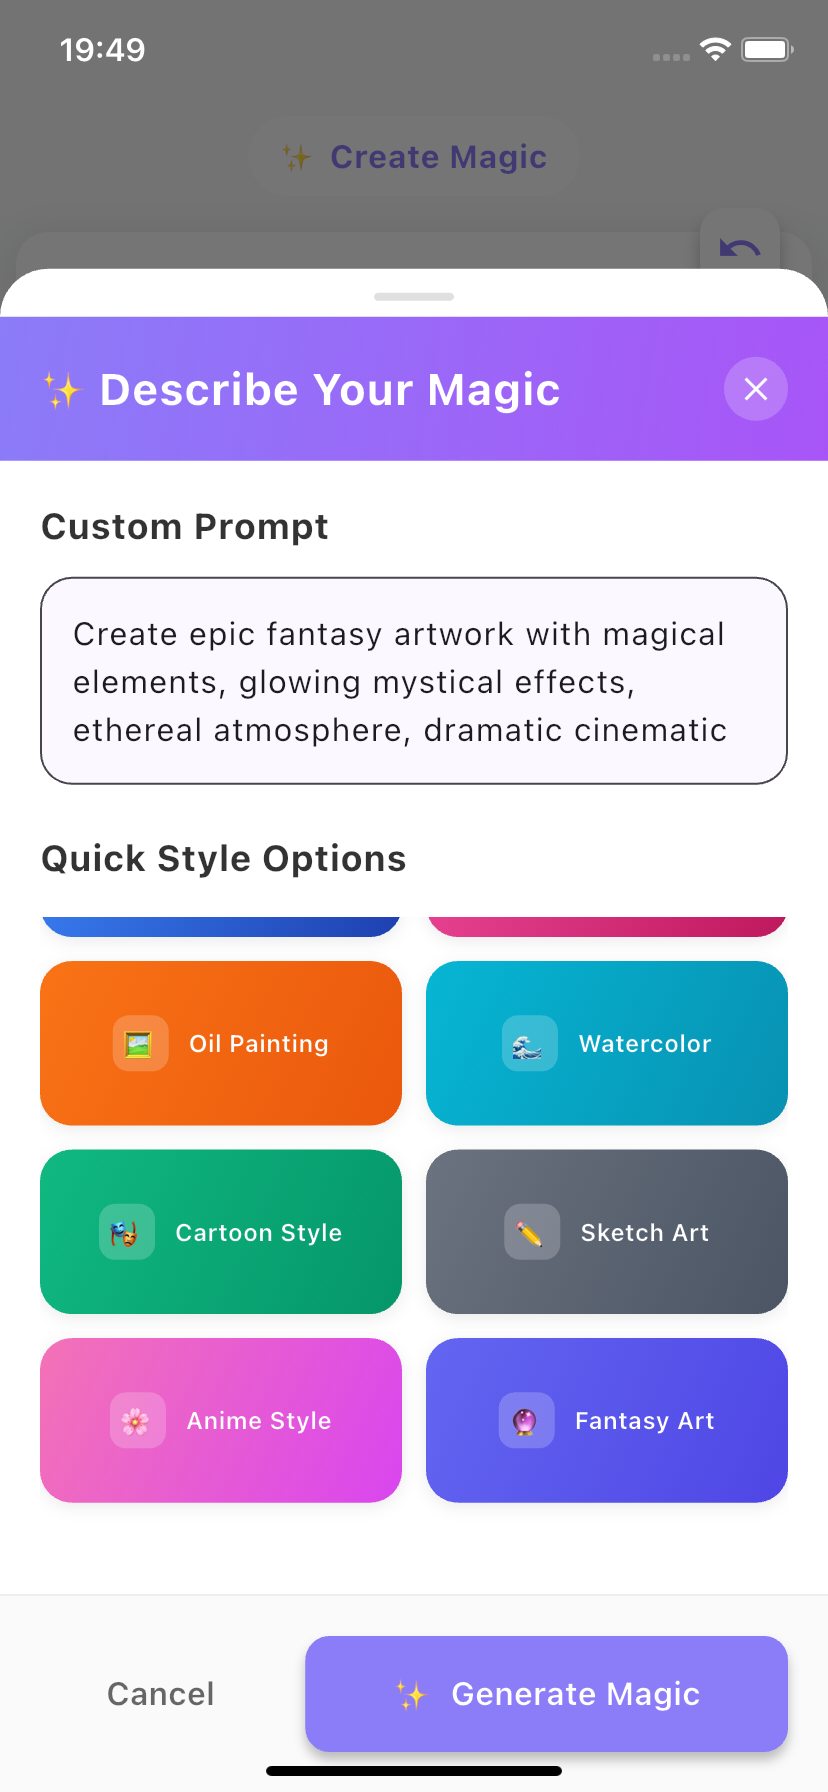 19:49
✨ Create Magic
✨ Describe Your Magic
Custom Prompt
Create epic fantasy artwork with magical
elements, glowing mystical effects,
ethereal atmosphere, dramatic cinematic
Quick Style Options
Oil Painting
Watercolor
Cartoon Style
Sketch Art
Anime Style
Fantasy Art
Cancel
✨ Generate Magic